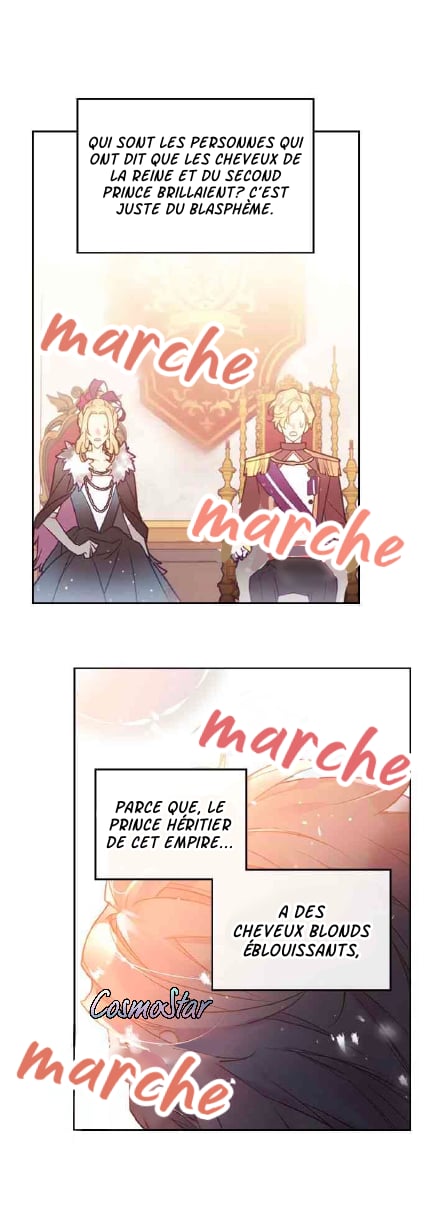 QUI SONT LES PERSONNES QUI
ONT DIT QUE LES CHEVEUX DE
LA REINE ET DU SECOND
PRINCE BRILLAIENT? C'EST
JUSTE DU BLASPHÈME.
marche
marche
marche
PARCE QUE, LE
PRINCE HÉRITIER
DE CET EMPIRE...
A DES
CHEVEUX BLONDS
ÉBLOUISSANTS,
CosmoStar
marche